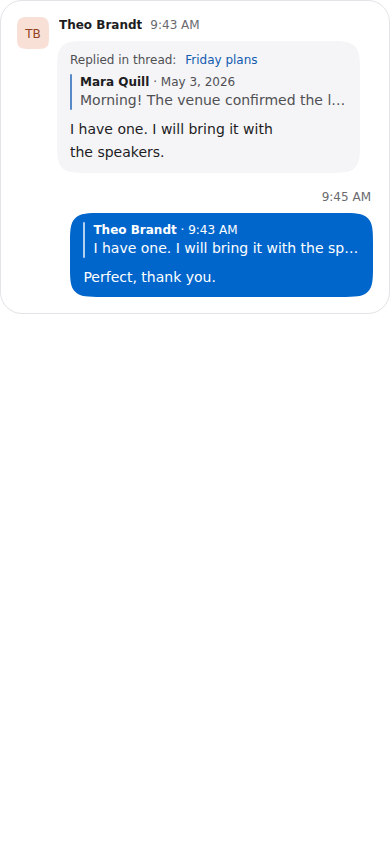 TB
Theo Brandt 9:43 AM
Replied in thread: Friday plans
Mara Quill · May 3, 2026
Morning! The venue confirmed the l…
I have one. I will bring it with
the speakers.
9:45 AM
Theo Brandt · 9:43 AM
I have one. I will bring it with the sp…
Perfect, thank you.